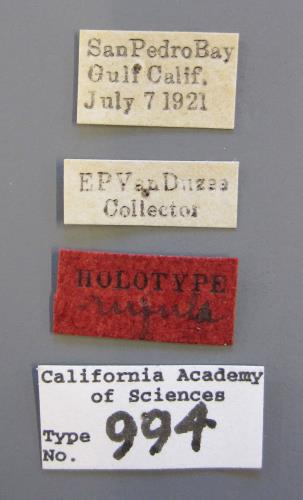 San Pedro Bay
Gulf Calif.
July 7 1921
E P Van Duzee
Collector
HOLOTYPE
California Academy
of Sciences
Type
No. 994